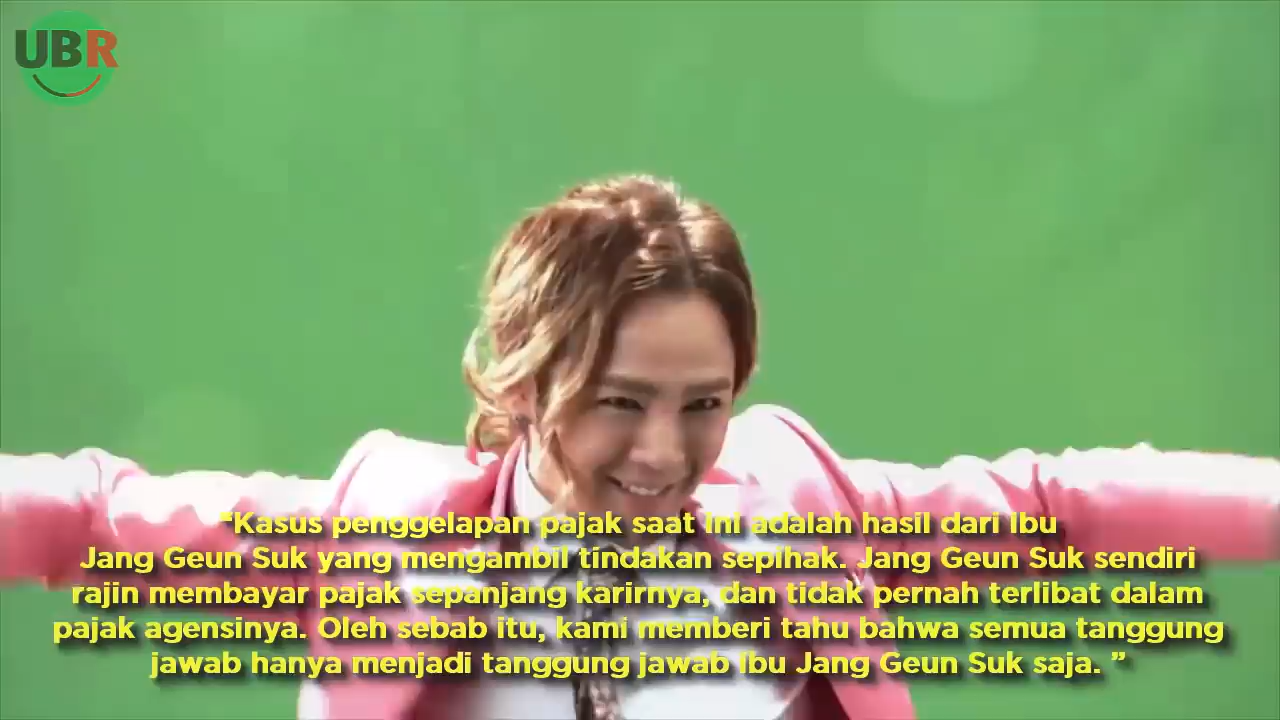 UBR
“Kasus penggelapan pajak saat ini adalah hasil dari Ibu
Jang Geun Suk yang mengambil tindakan sepihak. Jang Geun Suk sendiri
rajin membayar pajak sepanjang karirnya, dan tidak pernah terlibat dalam
pajak agensinya. Oleh sebab itu, kami memberi tahu bahwa semua tanggung
jawab hanya menjadi tanggung jawab Ibu Jang Geun Suk saja. ”